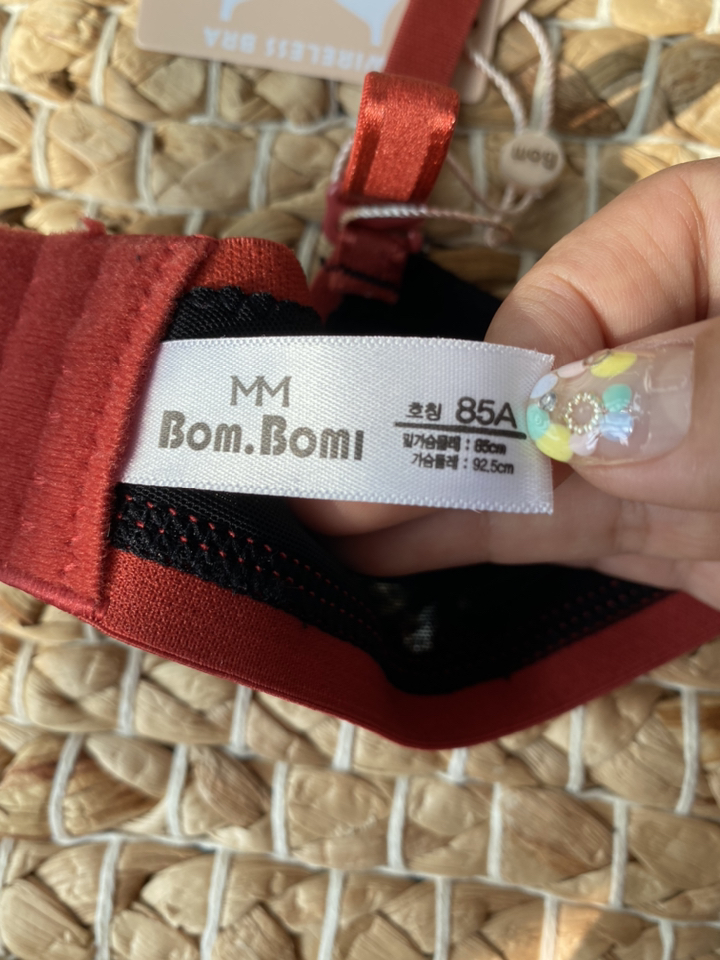 WIRELESS BRA
Bom
MM
Bom.Bomi
호칭 85A
밑가슴둘레 : 85cm
가슴둘레 : 92.5cm